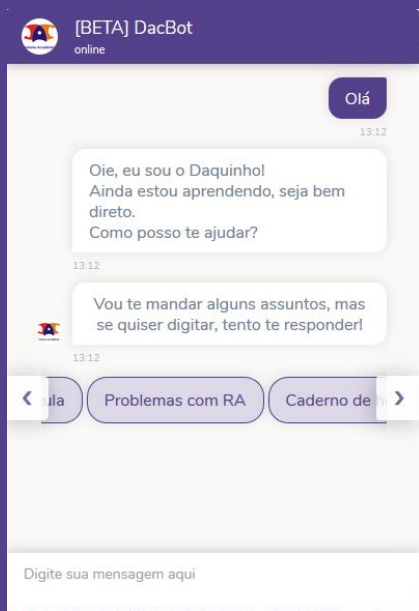 [BETA] DacBot
online
Olá
13:12
Oie, eu sou o Daquinho!
Ainda estou aprendendo, seja bem
direto.
Como posso te ajudar?
13:12
Vou te mandar alguns assuntos, mas
se quiser digitar, tento te responder!
13:12
ula
Problemas com RA
Caderno de h
Digite sua mensagem aqui